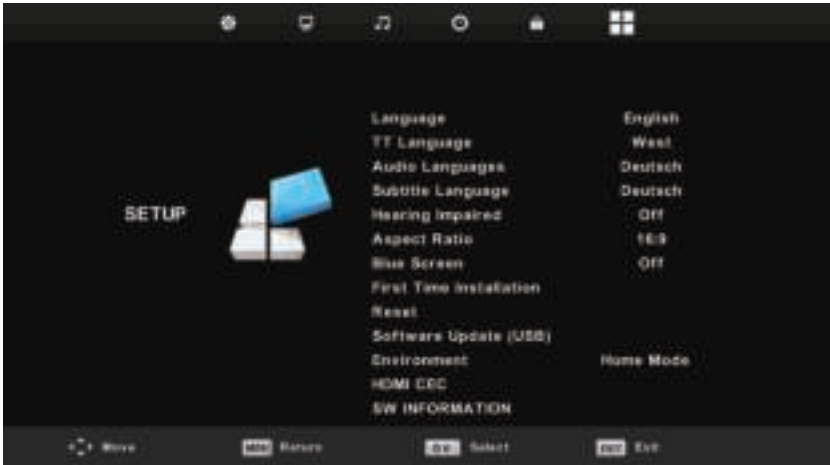 Language English
TT Language West
Audio Languages Deutsch
Subtitle Language Deutsch
SETUP
Hearing Impaired Off
Aspect Ratio 16:9
Blue Screen Off
First Time Installation
Reset
Software Update (USB)
Environment Home Mode
HDMI CEC
SW INFORMATION
Move Return Select Exit